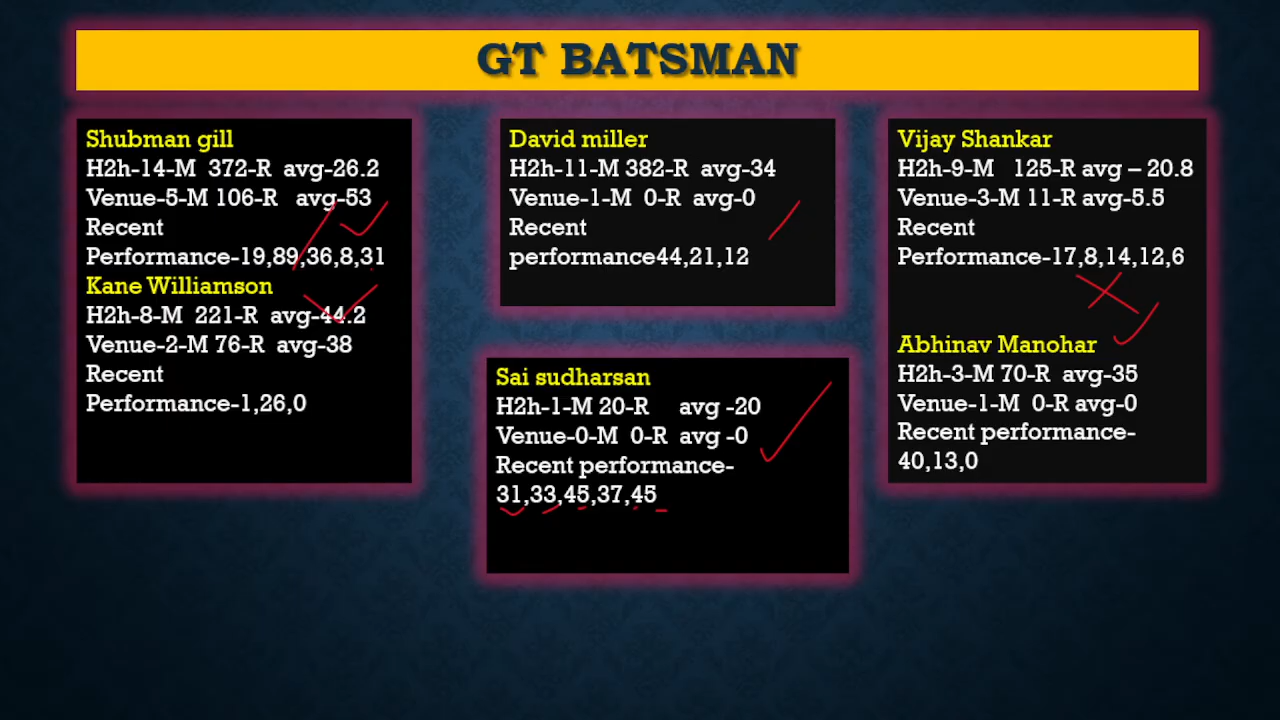 GT BATSMAN
Shubman gill
H2h-14-M 372-R avg-26.2
Venue-5-M 106-R avg-53
Recent
Performance-19,89,36,8,31
Kane Williamson
H2h-8-M 221-R avg-44.2
Venue-2-M 76-R avg-38
Recent
Performance-1,26,0
David miller
H2h-11-M 382-R avg-34
Venue-1-M 0-R avg-0
Recent
performance44,21,12
Sai sudharsan
H2h-1-M 20-R avg -20
Venue-0-M 0-R avg -0
Recent performance-
31,33,45,37,45
Vijay Shankar
H2h-9-M 125-R avg – 20.8
Venue-3-M 11-R avg-5.5
Recent
Performance-17,8,14,12,6
Abhinav Manohar
H2h-3-M 70-R avg-35
Venue-1-M 0-R avg-0
Recent performance-
40,13,0